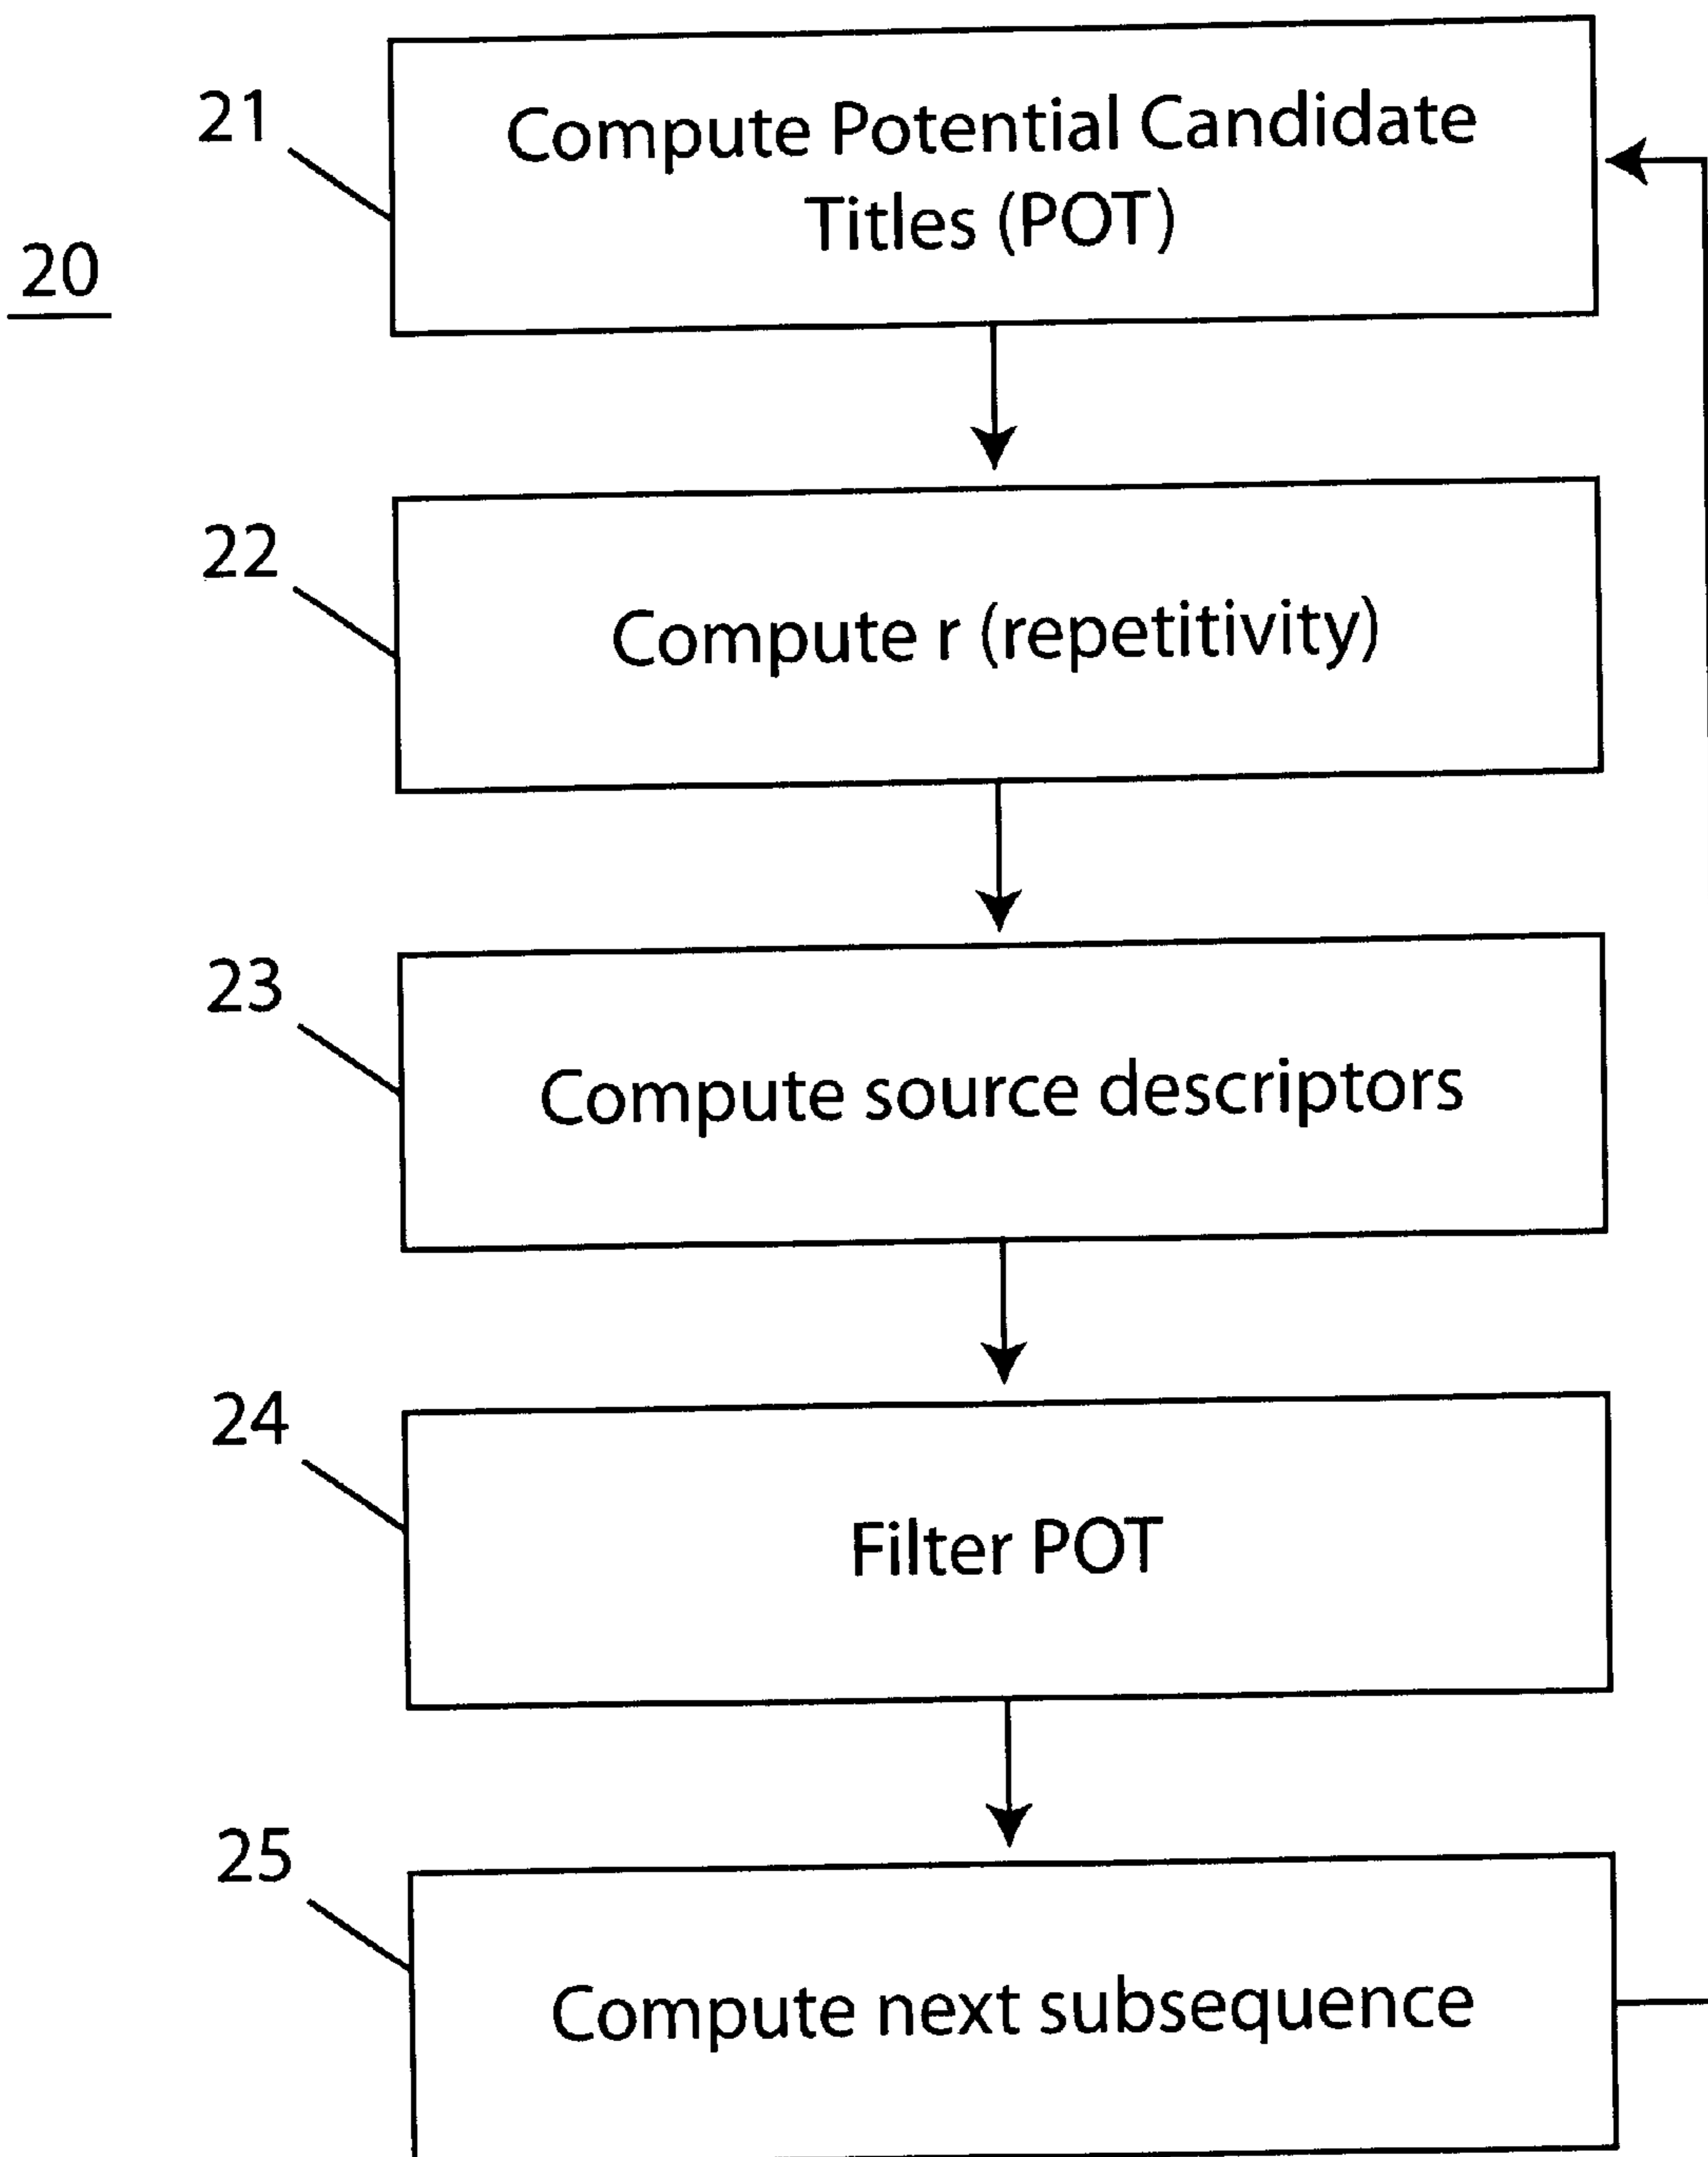 20
21
Compute Potential Candidate
Titles (POT)
22
Compute r (repetitivity)
23
Compute source descriptors
24
Filter POT
25
Compute next subsequence